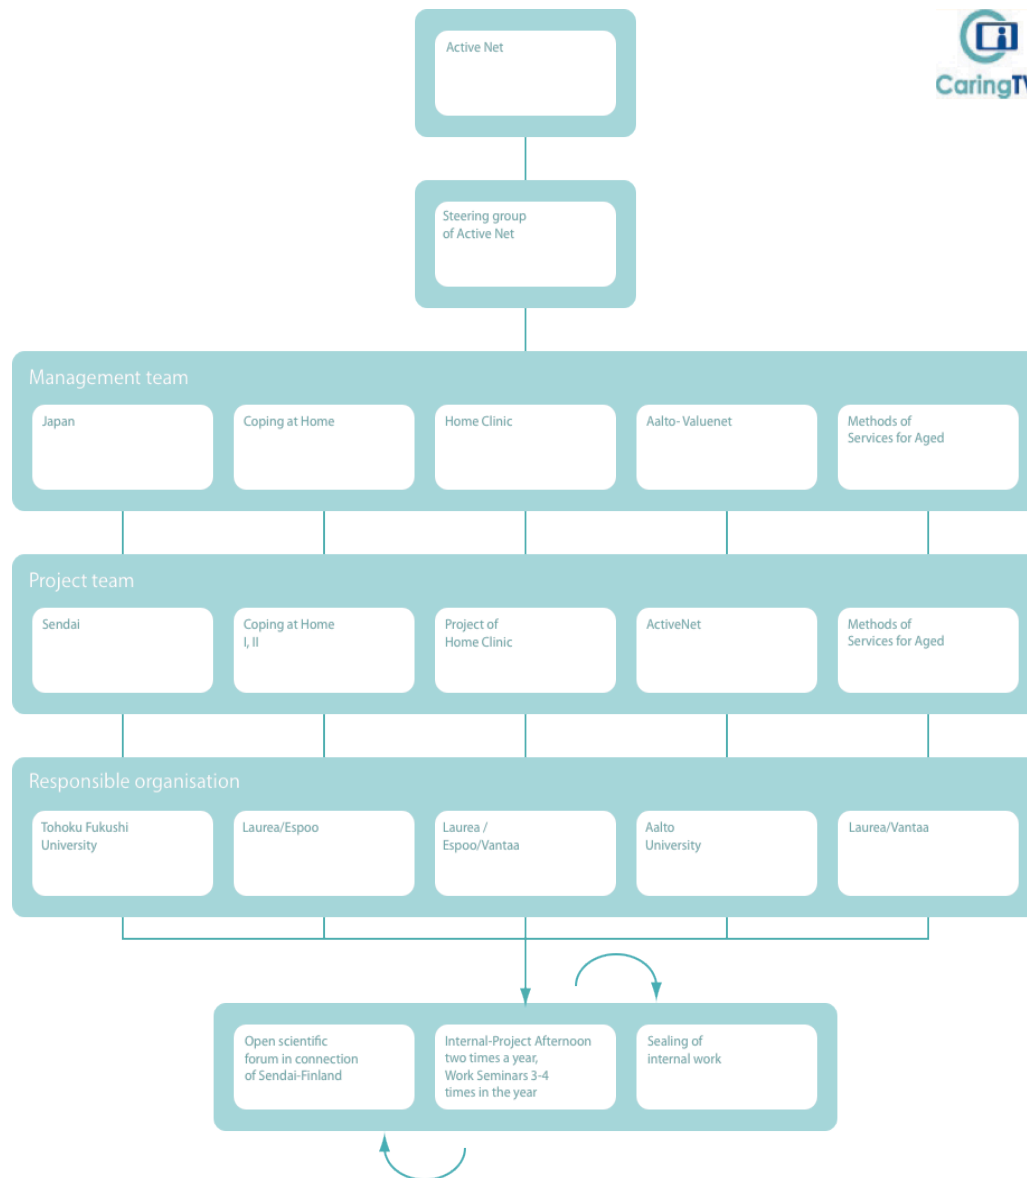 Active Net
CaringTV
Steering group
of Active Net
Management team
Japan
Coping at Home
Home Clinic
Aalto- Valuenet
Methods of
Services for Aged
Project team
Sendai
Coping at Home
I, II
Project of
Home Clinic
ActiveNet
Methods of
Services for Aged
Responsible organisation
Tohoku Fukushi
University
Laurea/Espoo
Laurea /
Espoo/Vantaa
Aalto
University
Laurea/Vantaa
Open scientific
forum in connection
of Sendai-Finland
Internal-Project Afternoon
two times a year,
Work Seminars 3-4
times in the year
Sealing of
internal work